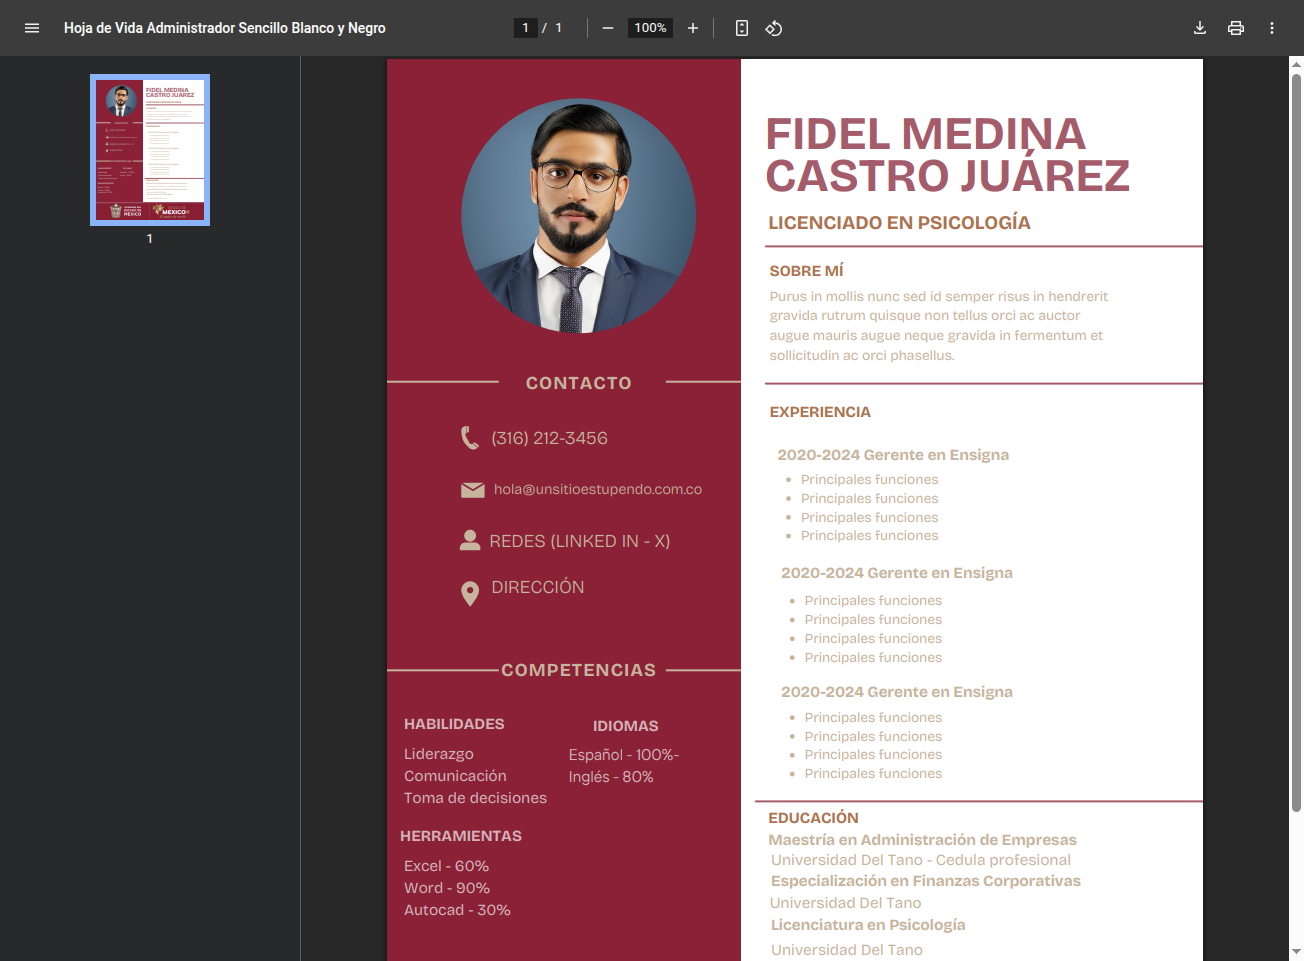 Hoja de Vida Administrador Sencillo Blanco y Negro
1 / 1
100%
FIDEL MEDINA
CASTRO JUÁREZ
1
FIDEL MEDINA
CASTRO JUÁREZ
LICENCIADO EN PSICOLOGÍA
SOBRE MÍ
Purus in mollis nunc sed id semper risus in hendrerit
gravida rutrum quisque non tellus orci ac auctor
augue mauris augue neque gravida in fermentum et
sollicitudin ac orci phasellus.
CONTACTO
(316) 212-3456
hola@unsitioestupendo.com.co
REDES (LINKED IN - X)
DIRECCIÓN
COMPETENCIAS
HABILIDADES
Liderazgo
Comunicación
Toma de decisiones
IDIOMAS
Español - 100%-
Inglés - 80%
HERRAMIENTAS
Excel - 60%
Word - 90%
Autocad - 30%
EXPERIENCIA
2020-2024 Gerente en Ensigna
• Principales funciones
• Principales funciones
• Principales funciones
• Principales funciones
2020-2024 Gerente en Ensigna
• Principales funciones
• Principales funciones
• Principales funciones
• Principales funciones
2020-2024 Gerente en Ensigna
• Principales funciones
• Principales funciones
• Principales funciones
• Principales funciones
EDUCACIÓN
Maestría en Administración de Empresas
Universidad Del Tano - Cedula profesional
Especialización en Finanzas Corporativas
Universidad Del Tano
Licenciatura en Psicología
Universidad Del Tano